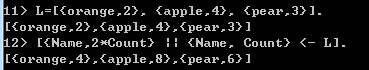 11> L=[{orange,2}, {apple,4}, {pear,3}].
[{orange,2},{apple,4},{pear,3}]
12> [{Name,2*Count} || {Name, Count} <- L].
[{orange,4},{apple,8},{pear,6}]